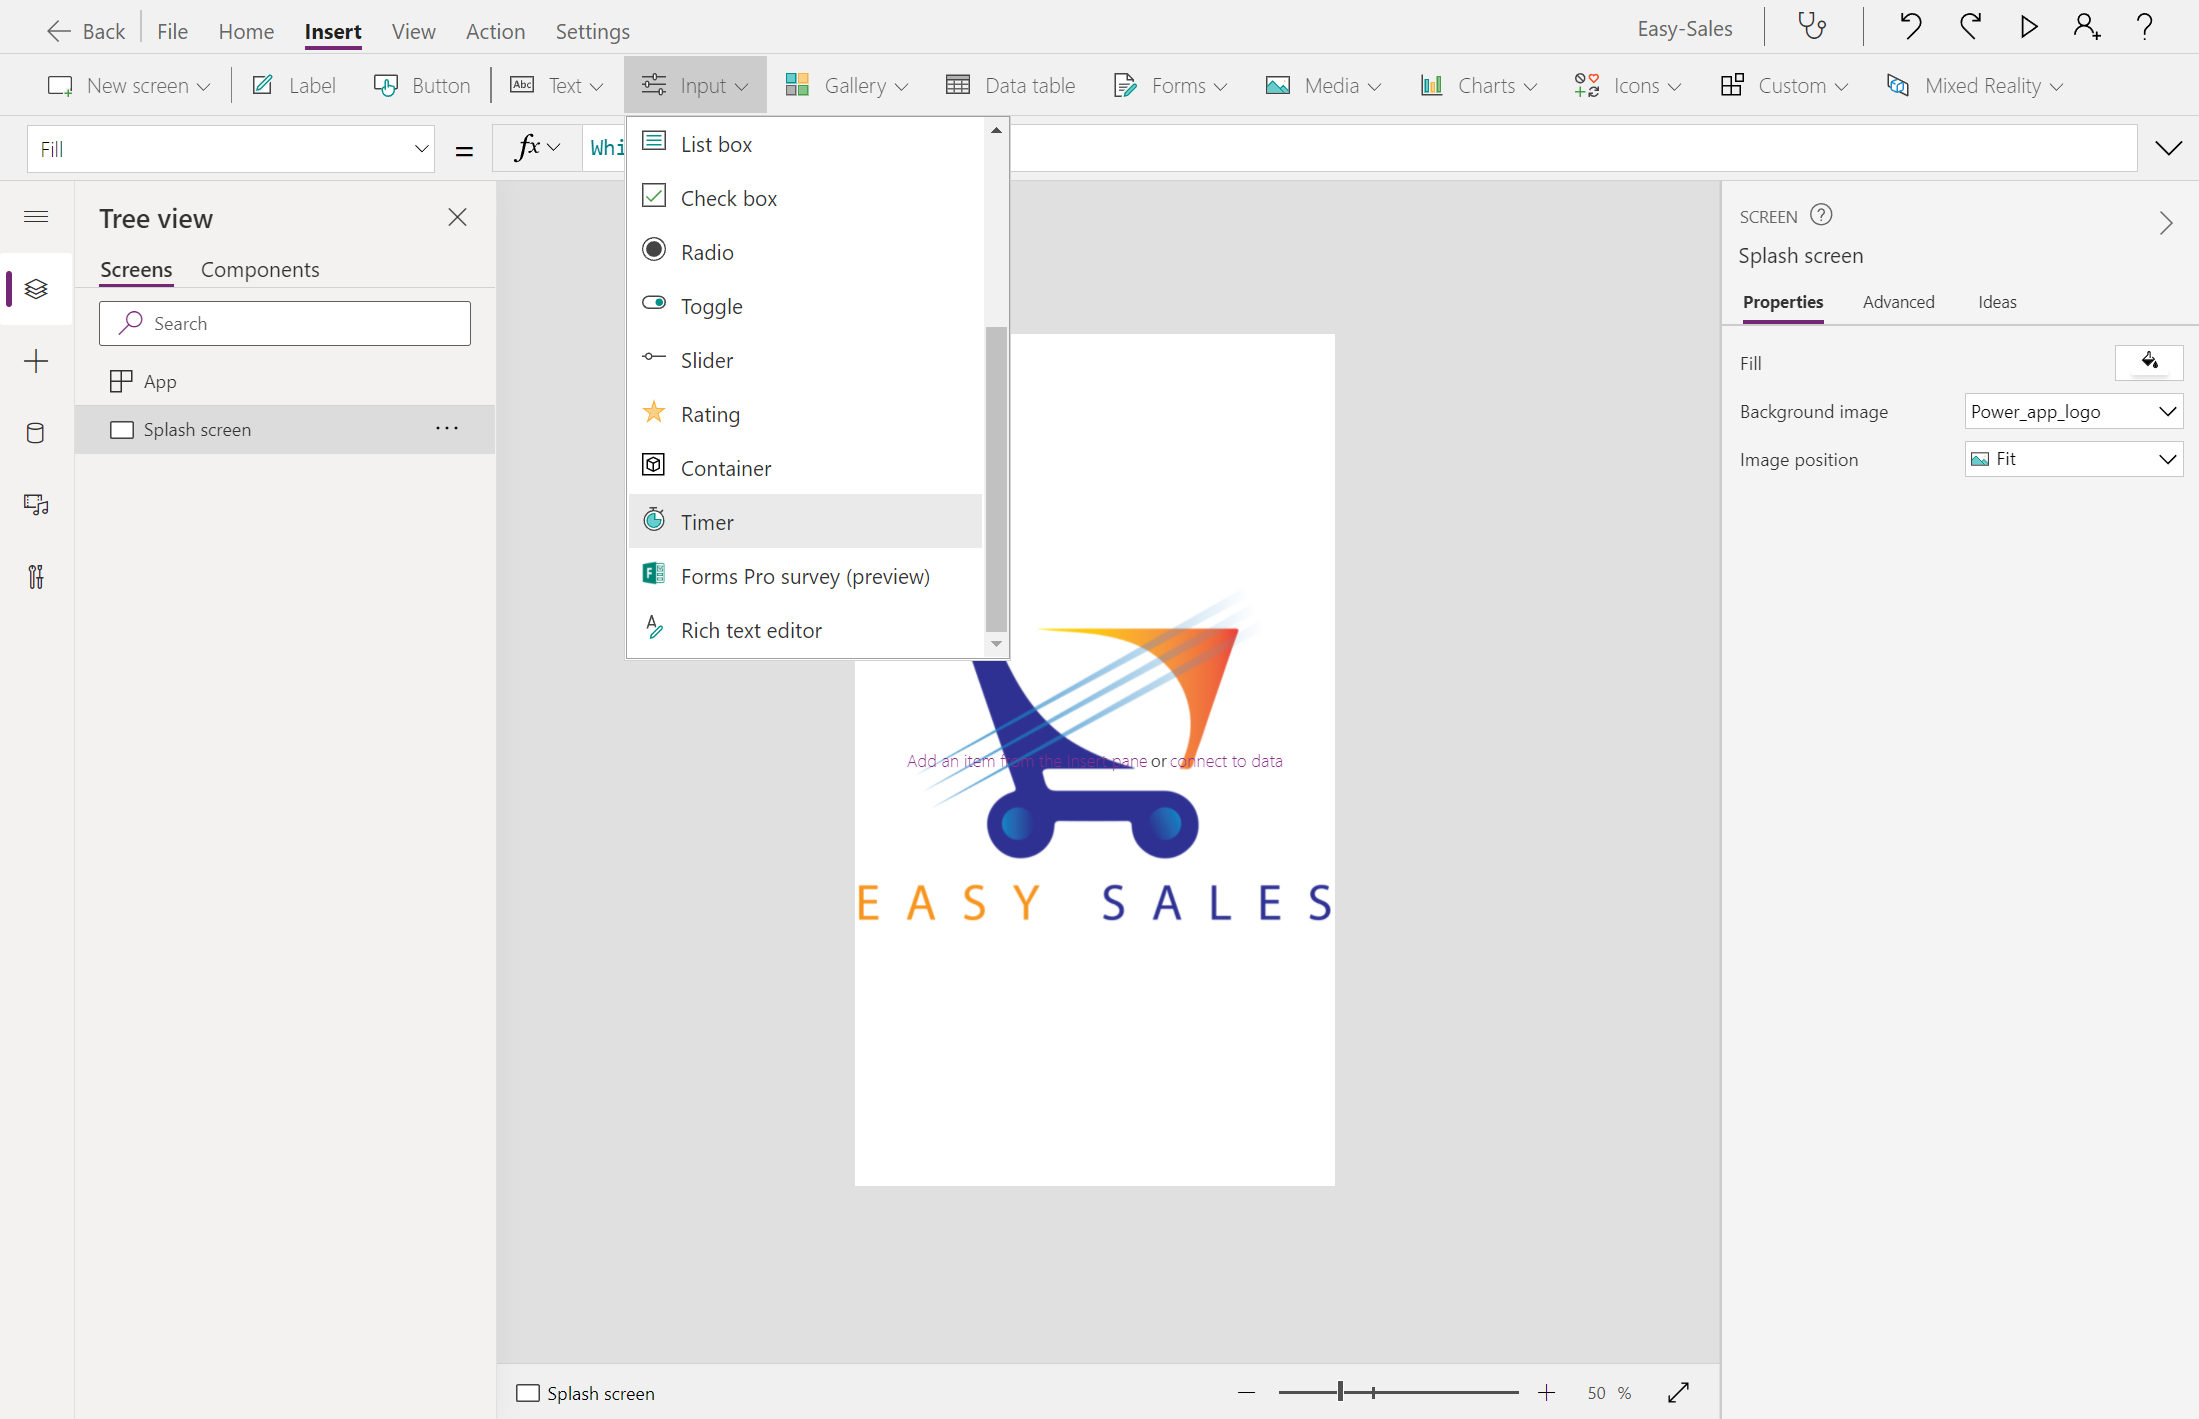 Back File Home Insert View Action Settings Easy-Sales
New screen Label Button Abc Text Input Gallery Data table Forms Media Charts Icons Custom Mixed Reality
Fill = fx Whi
Tree view
Screens Components
Search
App
Splash screen ...
List box
Check box
Radio
Toggle
Slider
Rating
Container
Timer
Forms Pro survey (preview)
Rich text editor
Add an item from the Insert pane or connect to data
EASY SALES
SCREEN
Splash screen
Properties Advanced Ideas
Fill
Background image Power_app_logo
Image position Fit
Splash screen 50 %